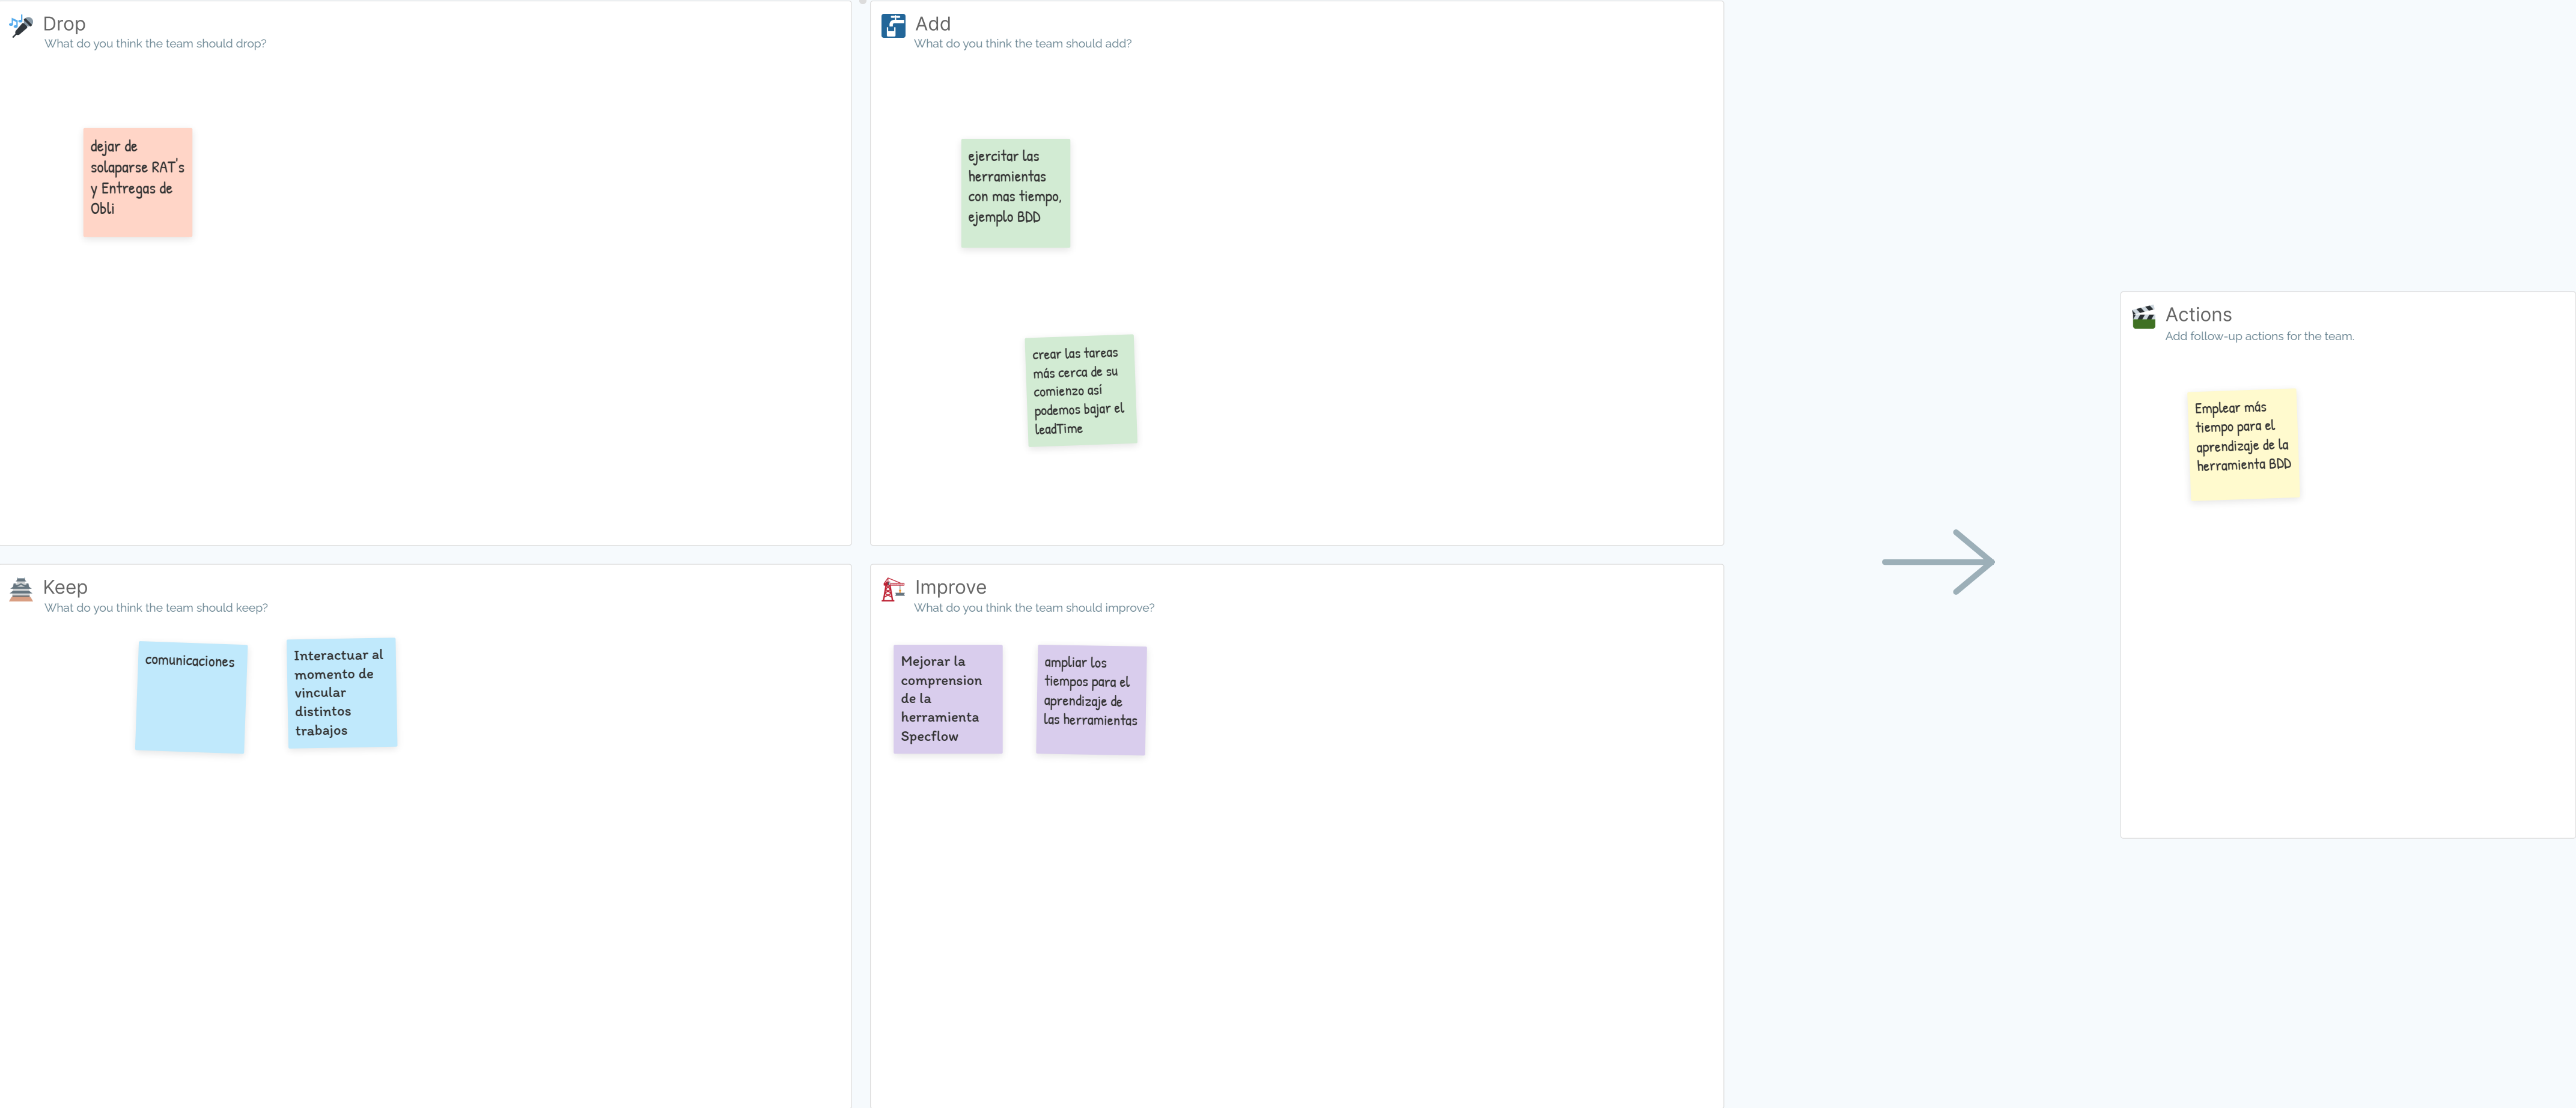 Drop
What do you think the team should drop?
dejar de
solaparse RAT's
y Entregas de
Obli
Add
What do you think the team should add?
ejercitar las
herramientas
con mas tiempo,
ejemplo BDD
crear las tareas
más cerca de su
comienzo así
podemos bajar el
leadTime
Keep
What do you think the team should keep?
comunicaciones
Interactuar al
momento de
vincular
distintos
trabajos
Improve
What do you think the team should improve?
Mejorar la
comprension
de la
herramienta
Specflow
ampliar los
tiempos para el
aprendizaje de
las herramientas
Actions
Add follow-up actions for the team.
Emplear más
tiempo para el
aprendizaje de la
herramienta BDD